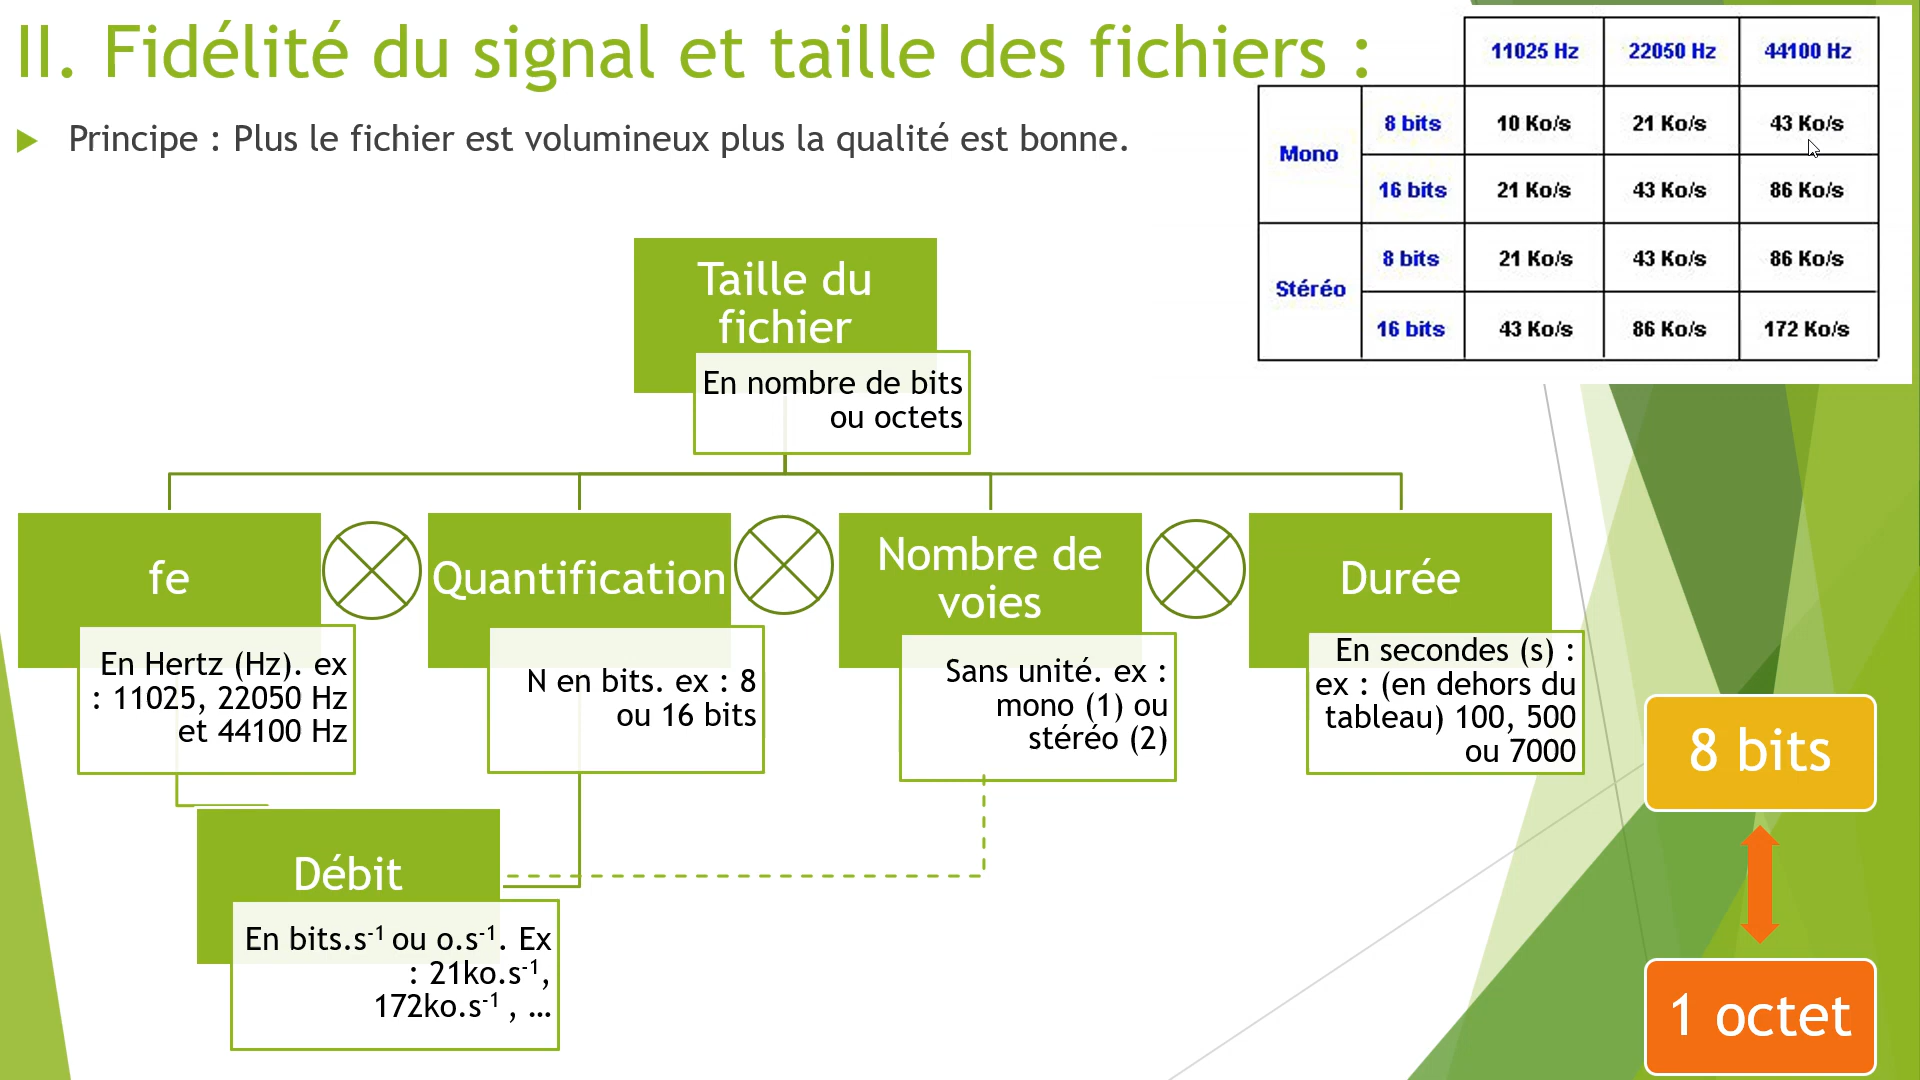 II. Fidélité du signal et taille des fichiers :
Principe : Plus le fichier est volumineux plus la qualité est bonne.
11025 Hz 22050 Hz 44100 Hz
Mono
8 bits 10 Ko/s 21 Ko/s 43 Ko/s
16 bits 21 Ko/s 43 Ko/s 86 Ko/s
Stéréo
8 bits 21 Ko/s 43 Ko/s 86 Ko/s
16 bits 43 Ko/s 86 Ko/s 172 Ko/s
Taille du
fichier
En nombre de bits
ou octets
fe
En Hertz (Hz). ex
: 11025, 22050 Hz
et 44100 Hz
Quantification
N en bits. ex : 8
ou 16 bits
Nombre de
voies
Sans unité. ex :
mono (1) ou
stéréo (2)
Durée
En secondes (s) :
ex : (en dehors du
tableau) 100, 500
ou 7000
Débit
En bits.s⁻¹ ou o.s⁻¹. Ex
: 21ko.s⁻¹,
172ko.s⁻¹ , …
8 bits
1 octet